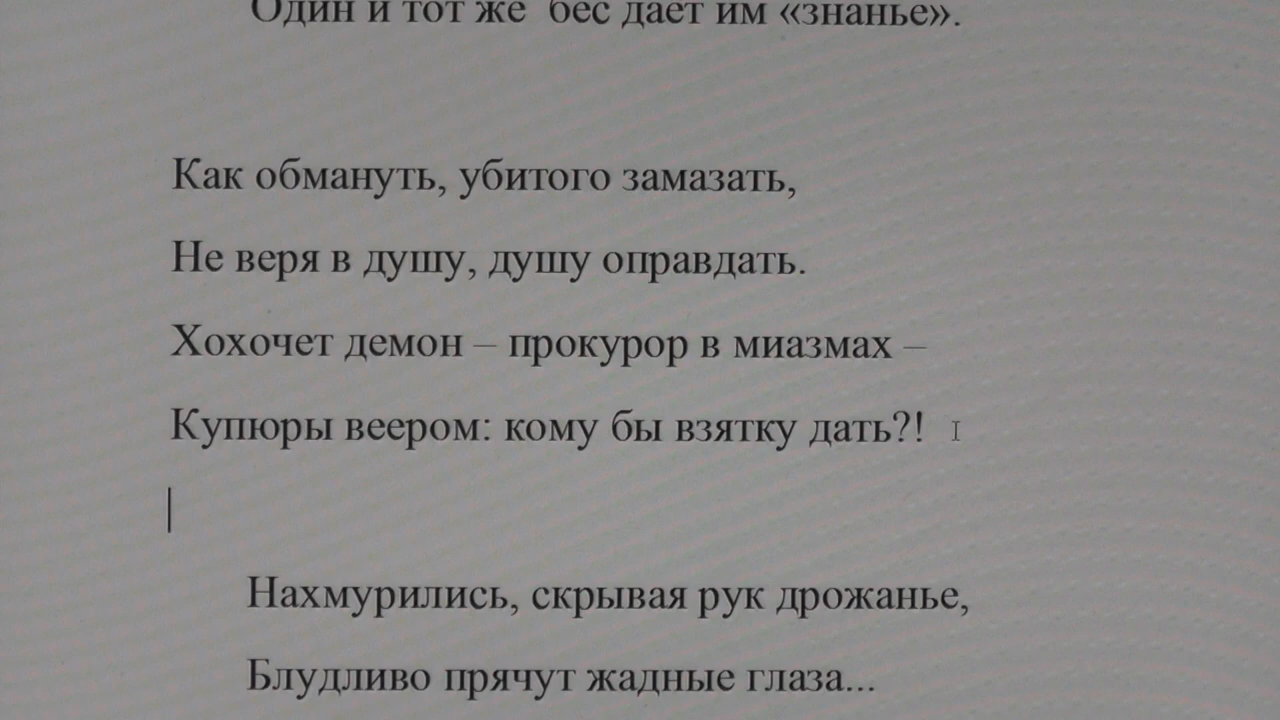 Один и тот же бес даёт им «знанье».
Как обмануть, убитого замазать,
Не веря в душу, душу оправдать.
Хохочет демон – прокурор в миазмах –
Купюры веером: кому бы взятку дать?!
Нахмурились, скрывая рук дрожанье,
Блудливо прячут жадные глаза...